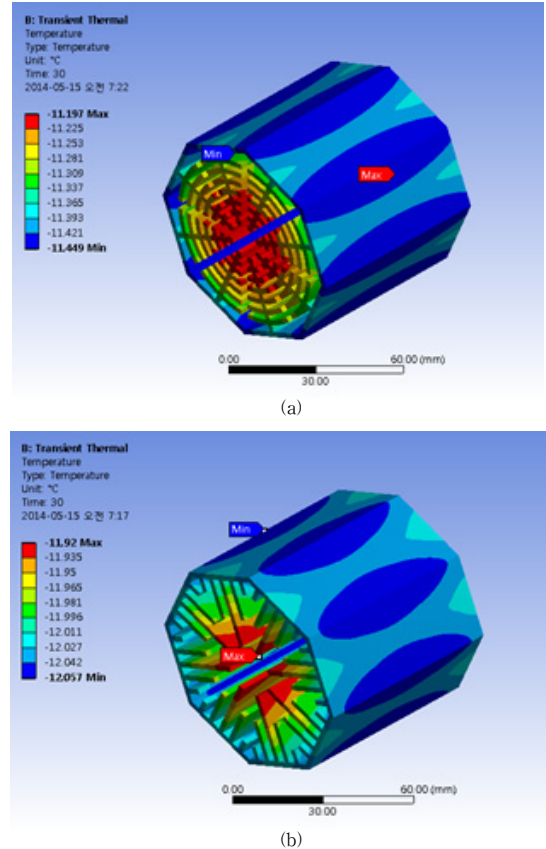 B: Transient Thermal
Temperature
Type: Temperature
Unit: °C
Time: 30
2014-05-15 오전 7:22
-11.197 Max
-11.225
-11.253
-11.281
-11.309
-11.337
-11.365
-11.393
-11.421
-11.449 Min
Min
Max
0.00
60.00 (mm)
30.00
(a)
B: Transient Thermal
Temperature
Type: Temperature
Unit: °C
Time: 30
2014-05-15 오전 7:17
-11.92 Max
-11.935
-11.95
-11.965
-11.981
-11.996
-12.011
-12.027
-12.042
-12.057 Min
Min
Max
0.00
60.00 (mm)
30.00
(b)